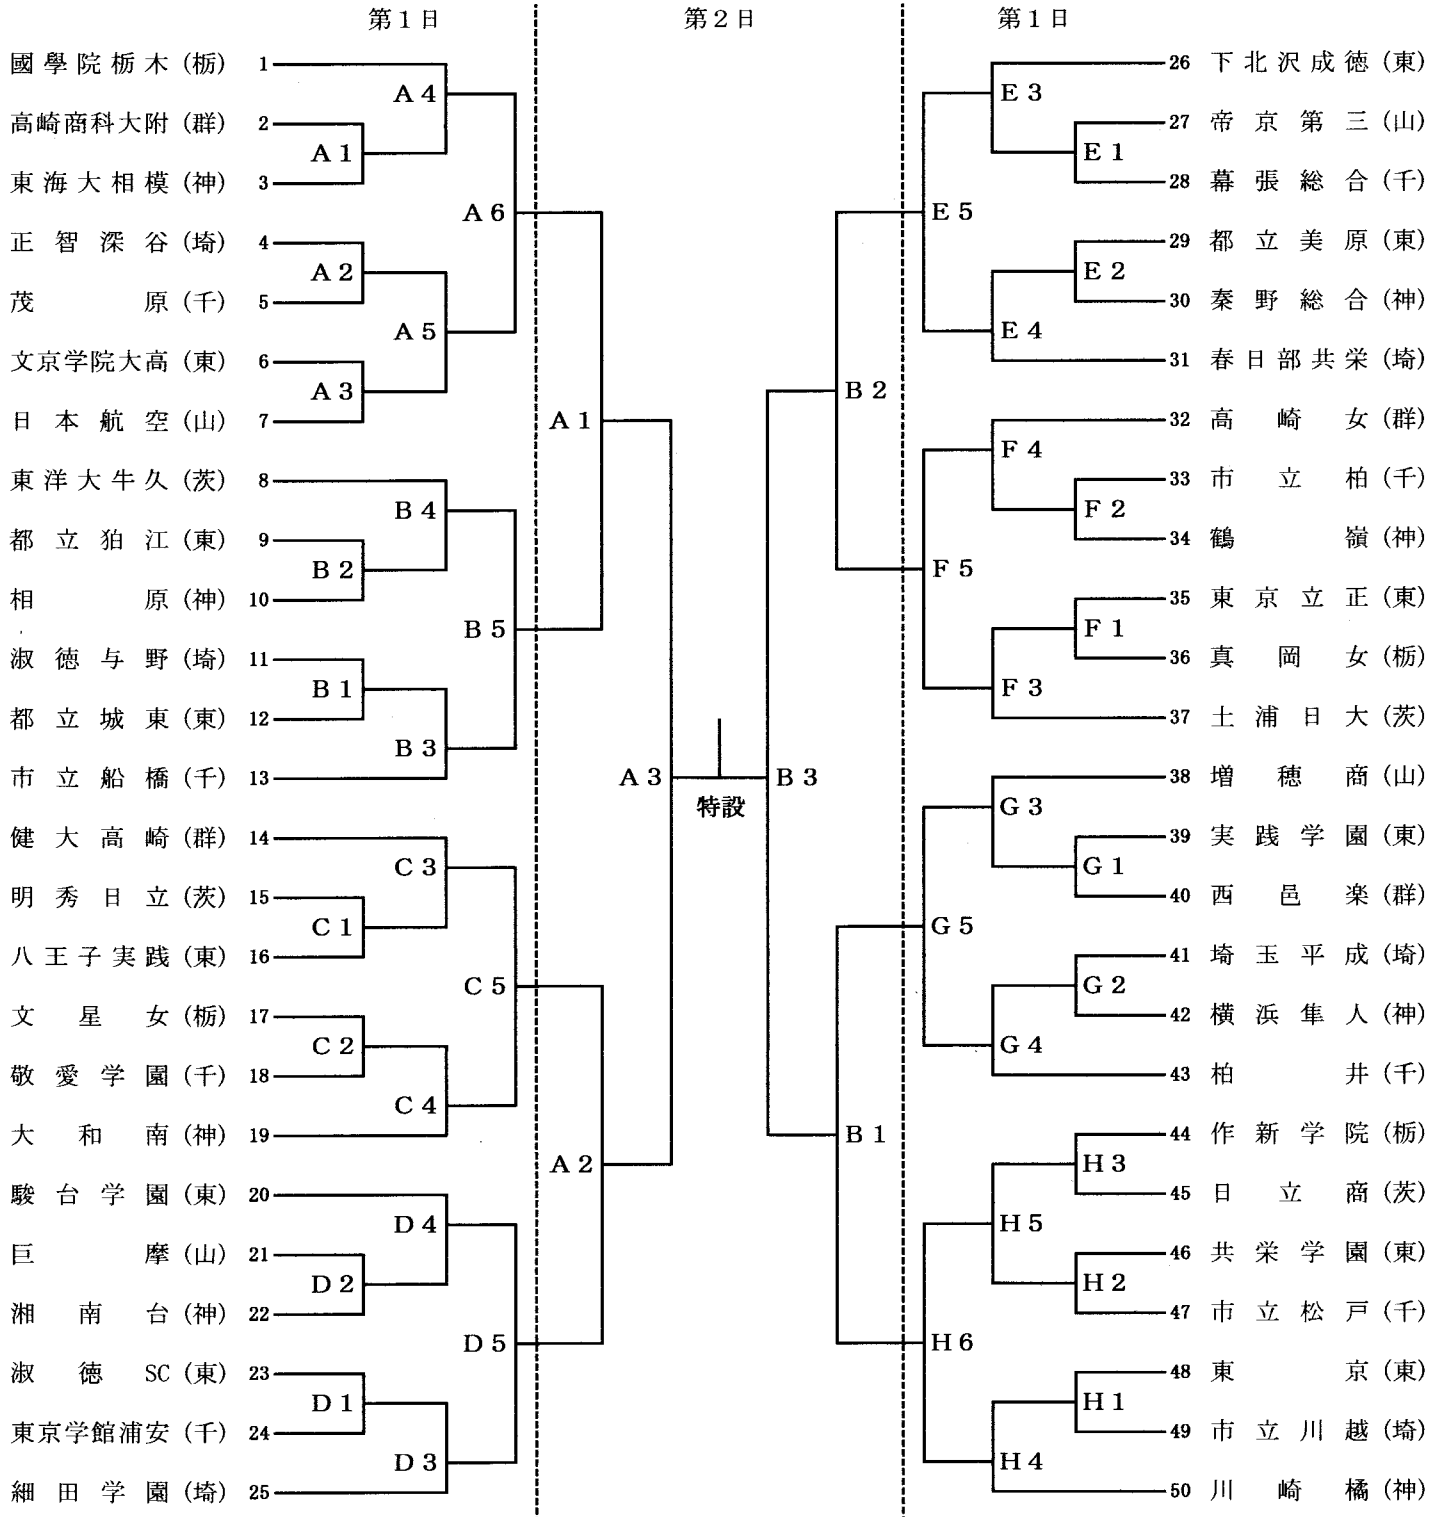 第1日 第2日 第1日
國學院栃木(栃) 1
高崎商科大附(群) 2
東海大相模(神) 3
正智深谷(埼) 4
茂原(千) 5
文京学院大高(東) 6
日本航空(山) 7
東洋大牛久(茨) 8
都立狛江(東) 9
相原(神) 10
淑徳与野(埼) 11
都立城東(東) 12
市立船橋(千) 13
健大高崎(群) 14
明秀日立(茨) 15
八王子実践(東) 16
文星女(栃) 17
敬愛学園(千) 18
大和南(神) 19
駿台学園(東) 20
巨摩(山) 21
湘南台(神) 22
淑徳SC(東) 23
東京学館浦安(千) 24
細田学園(埼) 25
A4
A1
A6
A2
A5
A3
B4
B2
B5
B1
B3
C3
C1
C5
C2
C4
D4
D2
D5
D1
D3
A1
A2
A3
特設
B3
B2
B1
E3
E1
E5
E2
E4
F4
F2
F5
F1
F3
G3
G1
G5
G2
G4
H3
H5
H2
H6
H1
H4
26 下北沢成徳(東)
27 帝京第三(山)
28 幕張総合(千)
29 都立美原(東)
30 秦野総合(神)
31 春日部共栄(埼)
32 高崎女(群)
33 市立柏(千)
34 鶴嶺(神)
35 東京立正(東)
36 真岡女(栃)
37 土浦日大(茨)
38 増穂商(山)
39 実践学園(東)
40 西邑楽(群)
41 埼玉平成(埼)
42 横浜隼人(神)
43 柏井(千)
44 作新学院(栃)
45 日立商(茨)
46 共栄学園(東)
47 市立松戸(千)
48 東京(東)
49 市立川越(埼)
50 川崎橘(神)